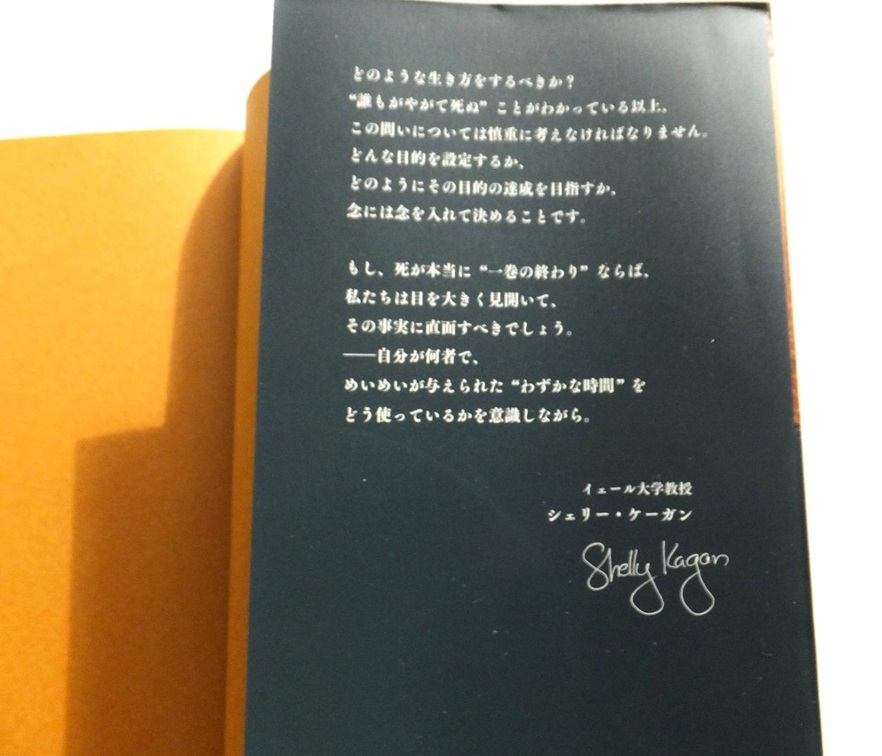 どのような生き方をするべきか？
“誰もがやがて死ぬ” ことがわかっている以上、
この問いについては慎重に考えなければなりません。
どんな目的を設定するか、
どのようにその目的の達成を目指すか、
念には念を入れて決めることです。
もし、死が本当に “一巻の終わり” ならば、
私たちは目を大きく見開いて、
その事実に直面すべきでしょう。
──自分が何者で、
めいめいが与えられた “わずかな時間” を
どう使っているかを意識しながら。
イェール大学教授
シェリー・ケーガン
Shelly Kagan